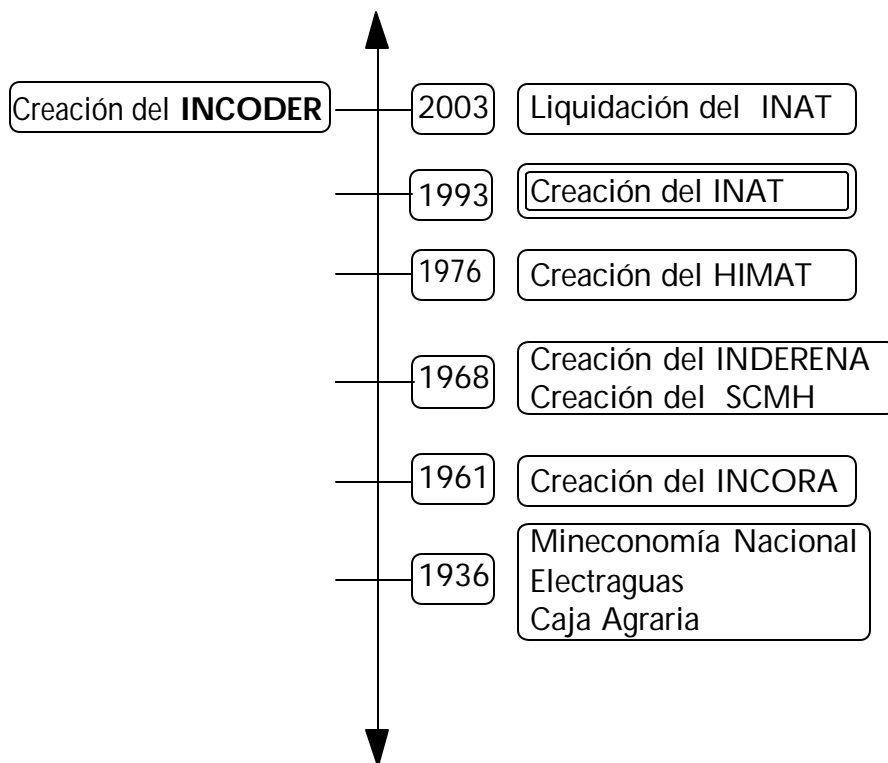 Creación del INCODER
2003
Liquidación del INAT
1993
Creación del INAT
1976
Creación del HIMAT
1968
Creación del INDERENA
Creación del SCMH
1961
Creación del INCORA
1936
Mineconomía Nacional
Electraguas
Caja Agraria